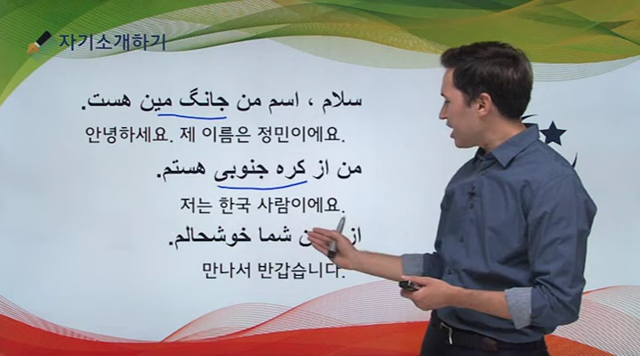 자기소개하기
سلام ، اسم من جانگ مین هست.
안녕하세요. 제 이름은 정민이에요.
من از کره جنوبی هستم.
저는 한국 사람이에요.
از شما خوشحالم.
만나서 반갑습니다.